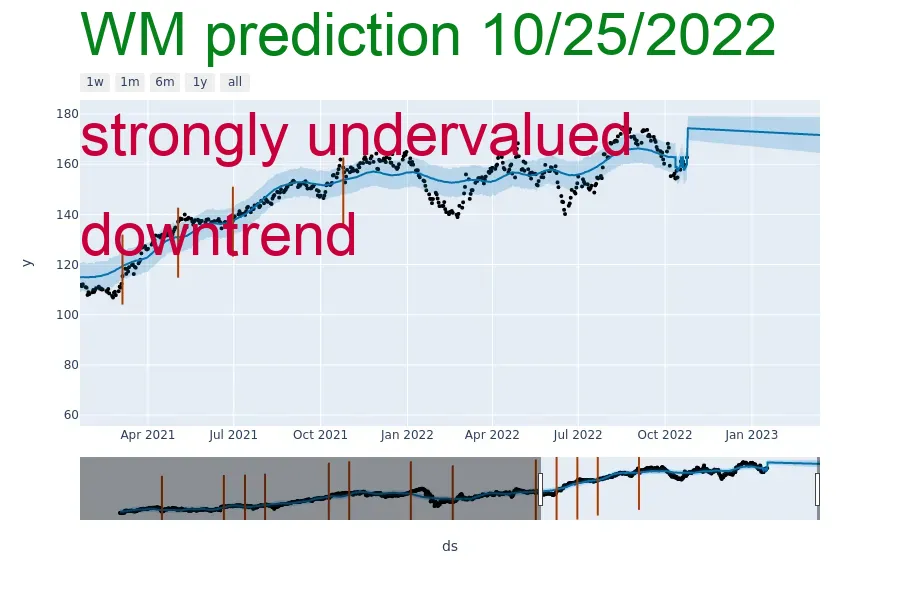 WM prediction 10/25/2022
1w 1m 6m 1y all
180
strongly undervalued
160
140
downtrend
y
120
100
80
60
Apr 2021 Jul 2021 Oct 2021 Jan 2022 Apr 2022 Jul 2022 Oct 2022 Jan 2023
ds